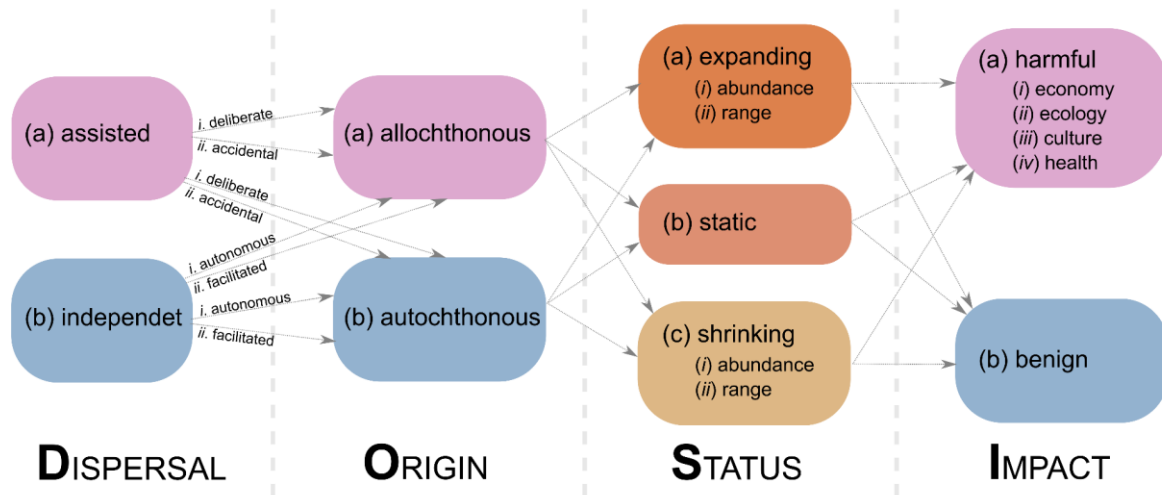 (a) assisted
(b) independet
i. deliberate
ii. accidental
i. deliberate
ii. accidental
i. autonomous
ii. facilitated
i. autonomous
ii. facilitated
(a) allochthonous
(b) autochthonous
(a) expanding
(i) abundance
(ii) range
(b) static
(c) shrinking
(i) abundance
(ii) range
(a) harmful
(i) economy
(ii) ecology
(iii) culture
(iv) health
(b) benign
DISPERSAL
ORIGIN
STATUS
IMPACT